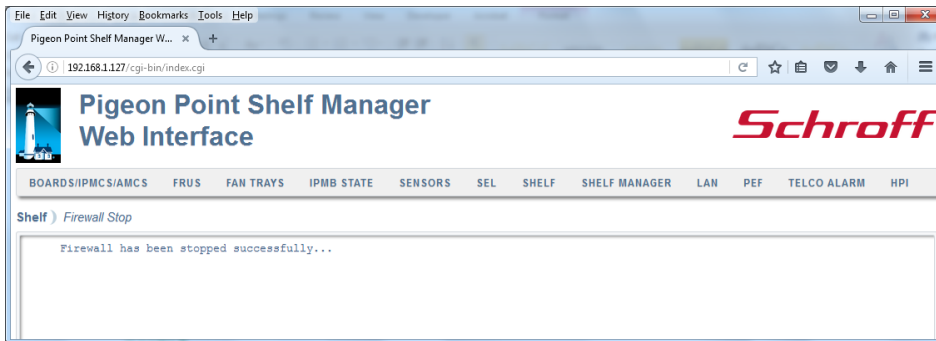 File Edit View History Bookmarks Tools Help
Pigeon Point Shelf Manager W... × +
192.168.1.127/cgi-bin/index.cgi
Pigeon Point Shelf Manager
Web Interface
Schroff
BOARDS/IPMCS/AMCS FRUS FAN TRAYS IPMB STATE SENSORS SEL SHELF SHELF MANAGER LAN PEF TELCO ALARM HPI
Shelf Firewall Stop
Firewall has been stopped successfully...